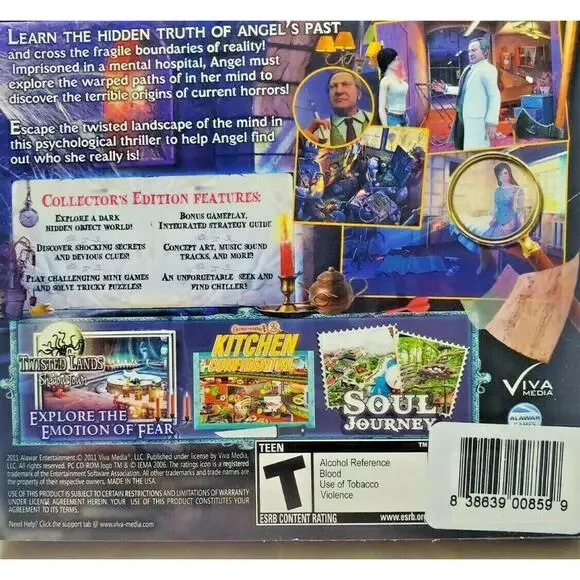 LEARN THE HIDDEN TRUTH OF ANGEL'S PAST
and cross the fragile boundaries of reality!
Imprisoned in a mental hospital, Angel must
explore the warped paths of in her mind to
discover the terrible origins of current horrors!
Escape the twisted landscape of the mind in
this psychological thriller to help Angel find
out who she really is!
COLLECTOR'S EDITION FEATURES:
EXPLORE A DARK
HIDDEN OBJECT WORLD!
DISCOVER SHOCKING SECRETS
AND DEVIOUS CLUES!
PLAY CHALLENGING MINI GAMES
AND SOLVE TRICKY PUZZLES!
BONUS GAMEPLAY,
INTEGRATED STRATEGY GUIDE
CONCEPT ART, MUSIC SOUND
TRACKS, AND MORE!
AN UNFORGETABLE SEEK AND
FIND CHILLER!
TWISTED LANDS
Shadow Town
EXPLORE THE
EMOTION OF FEAR
KITCHEN
CONFIDENTIAL
SOUL
JOURNEY
VIVA
MEDIA
ALAWAR
GAMES
2011 Alawar Entertainment. © 2011 Viva Media®, LLC. Published under license by Viva Media,
LLC. All rights reserved. PC CD-ROM logo TM & © IEMA 2006. The ratings icon is a registered
trademark of the Entertainment Software Association. All other trademarks and trade names are
the property of their respective owners. MADE IN THE USA.
USE OF THIS PRODUCT IS SUBJECT TO CERTAIN RESTRICTIONS AND LIMITATIONS OF WARRANTY
UNDER LICENSE AGREEMENT HEREIN. YOUR USE OF THIS PRODUCT CONSTITUTES YOUR
AGREEMENT TO ITS TERMS.
Need Help? Click the support tab @ www.viva-media.com
TEEN
T
Alcohol Reference
Blood
Use of Tobacco
Violence
ESRB CONTENT RATING
www.esrb.org
8 38639 00859 9